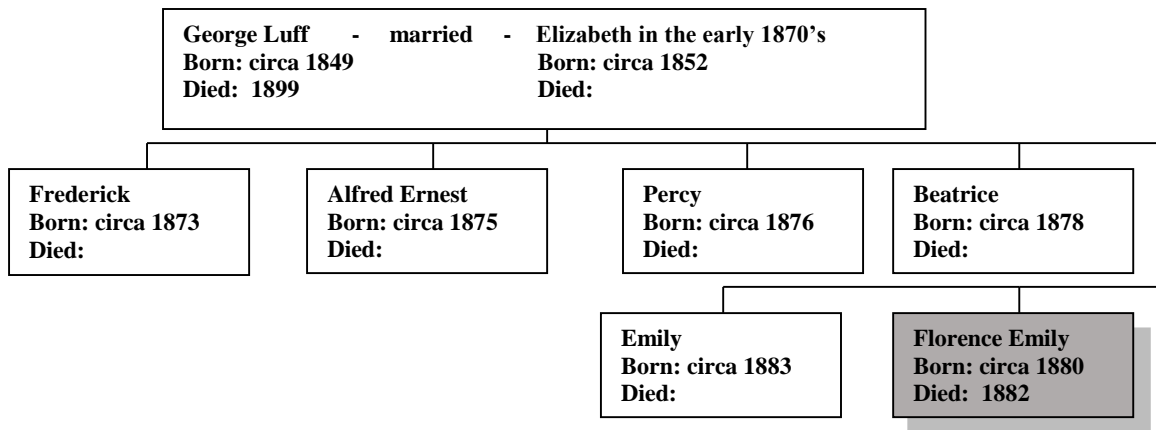 George Luff - married - Elizabeth in the early 1870’s
Born: circa 1849 Born: circa 1852
Died: 1899 Died:
Frederick
Born: circa 1873
Died:
Alfred Ernest
Born: circa 1875
Died:
Percy
Born: circa 1876
Died:
Beatrice
Born: circa 1878
Died:
Emily
Born: circa 1883
Died:
Florence Emily
Born: circa 1880
Died: 1882